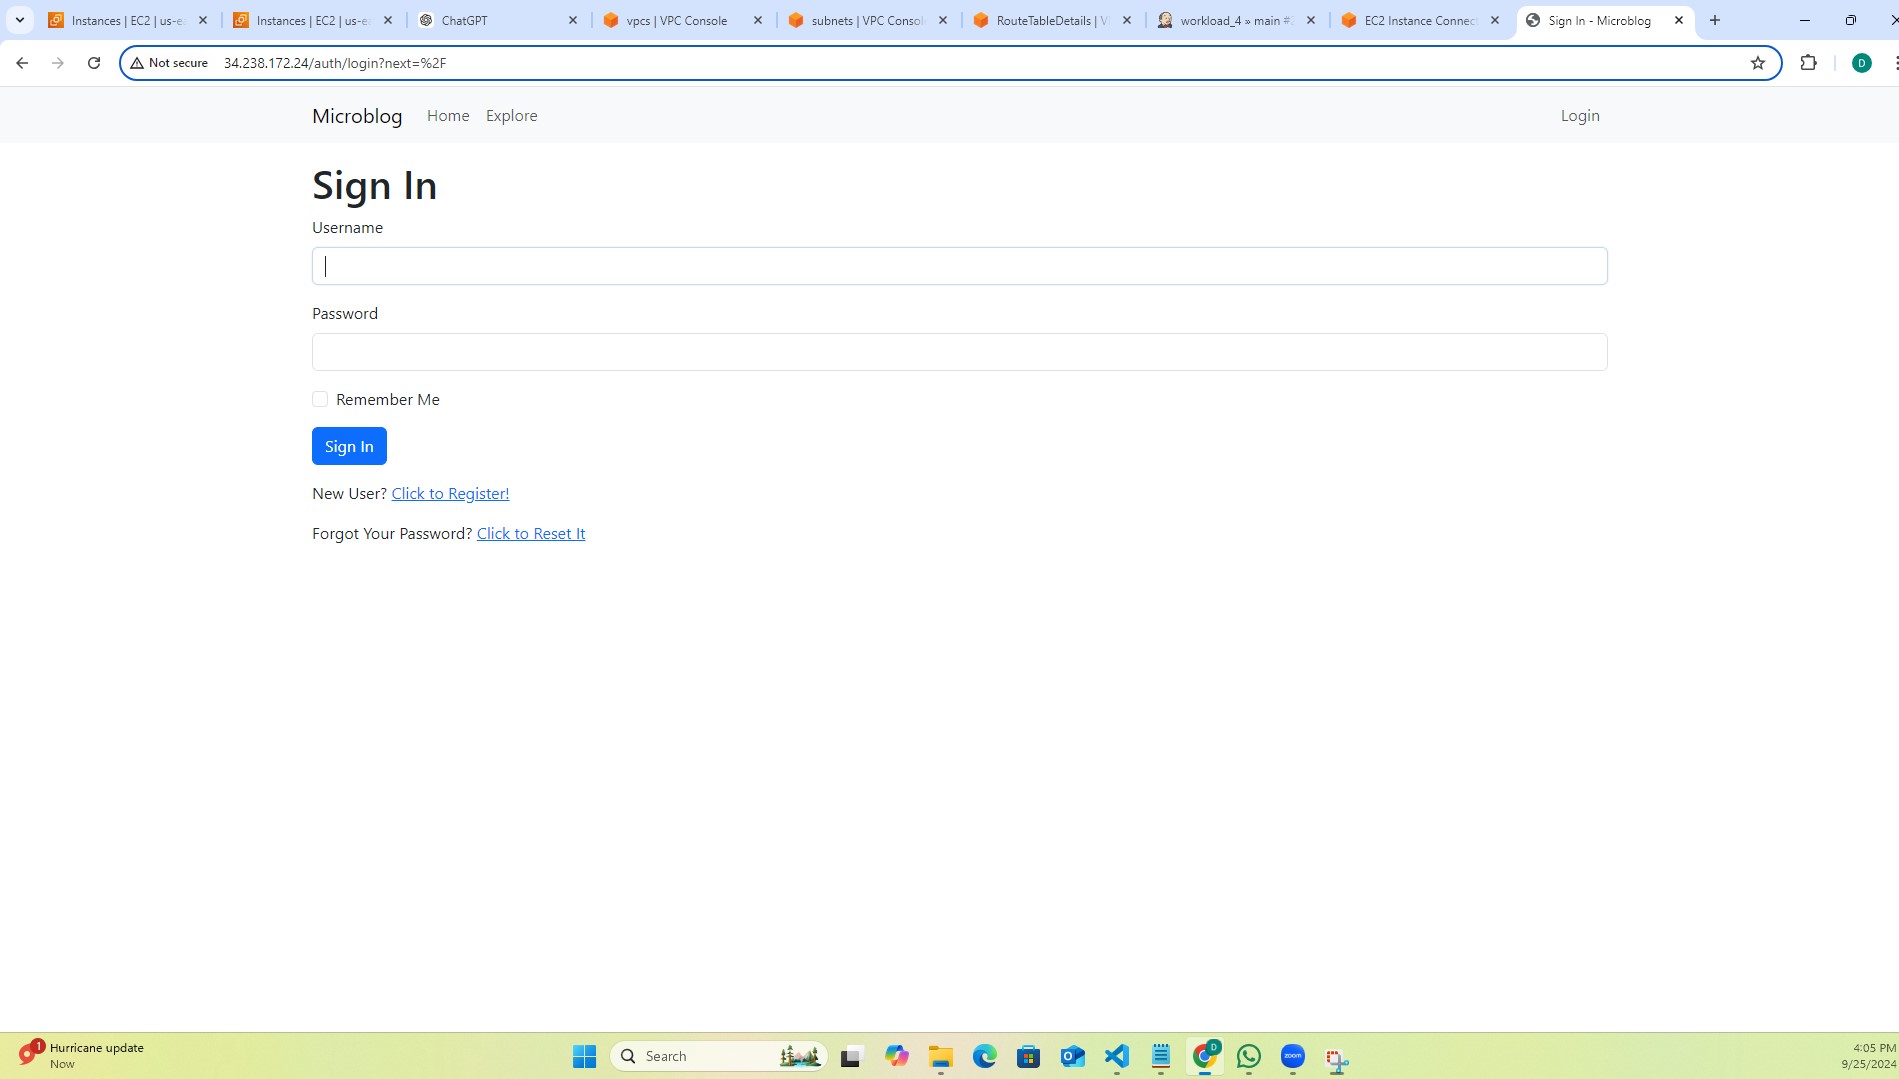 Instances | EC2 | us-ea
Instances | EC2 | us-ea
ChatGPT
vpcs | VPC Console
subnets | VPC Consol
RouteTableDetails | V
workload_4 » main #
EC2 Instance Connec
Sign In - Microblog
Not secure
34.238.172.24/auth/login?next=%2F
D
Microblog
Home
Explore
Login
Sign In
Username
Password
Remember Me
Sign In
New User? Click to Register!
Forgot Your Password? Click to Reset It
1
Hurricane update
Now
Search
D
zoom
4:05 PM
9/25/2024